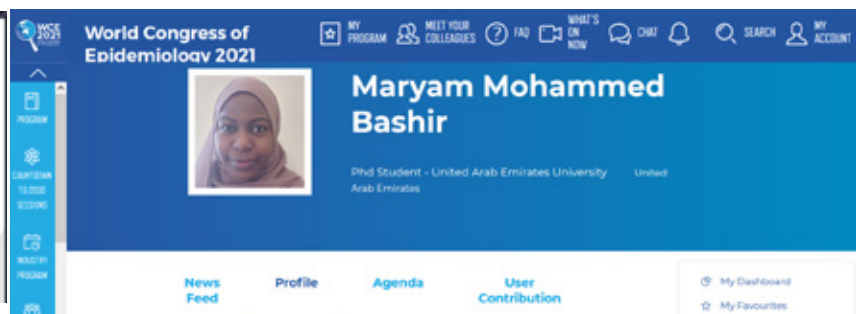 WCE
2021
World Congress of
Epidemiology 2021
MY
PROGRAM
MEET YOUR
COLLEAGUES
FAQ
WHAT'S
ON
NOW
CHAT
SEARCH
MY
ACCOUNT
PROGRAM
COUNTDOWN
TO 2030
SESSIONS
INDUSTRY
PROGRAM
Maryam Mohammed
Bashir
Phd Student - United Arab Emirates University United
Arab Emirates
News
Feed
Profile
Agenda
User
Contribution
My Dashboard
My Favourites